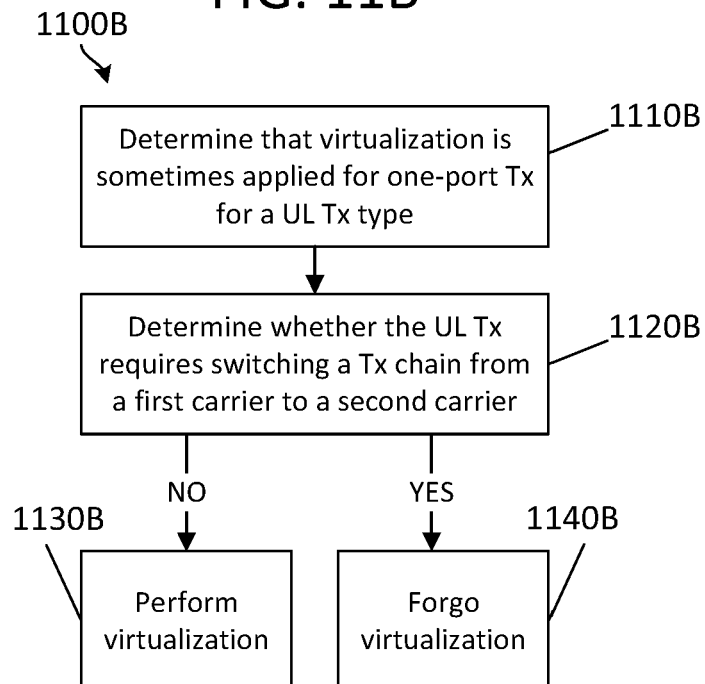 FIG. 11B
1100B
1110B
Determine that virtualization is
sometimes applied for one-port Tx
for a UL Tx type
1120B
Determine whether the UL Tx
requires switching a Tx chain from
a first carrier to a second carrier
NO
YES
1130B
1140B
Perform
virtualization
Forgo
virtualization